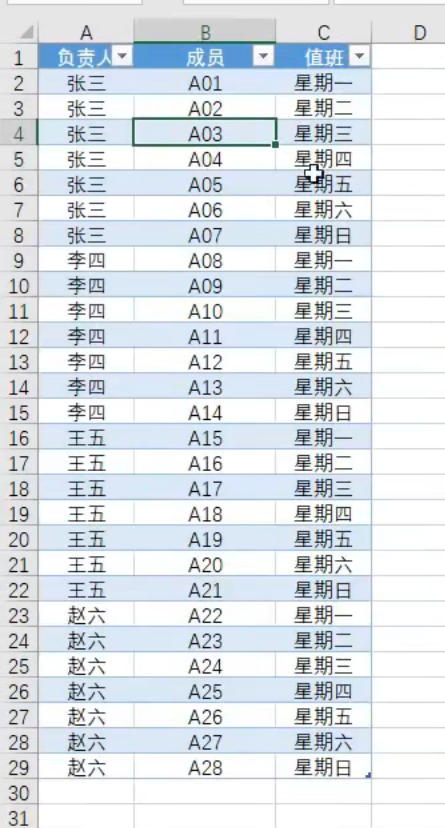 A B C D
1 负责人 成员 值班
2 张三 A01 星期一
3 张三 A02 星期二
4 张三 A03 星期三
5 张三 A04 星期四
6 张三 A05 星期五
7 张三 A06 星期六
8 张三 A07 星期日
9 李四 A08 星期一
10 李四 A09 星期二
11 李四 A10 星期三
12 李四 A11 星期四
13 李四 A12 星期五
14 李四 A13 星期六
15 李四 A14 星期日
16 王五 A15 星期一
17 王五 A16 星期二
18 王五 A17 星期三
19 王五 A18 星期四
20 王五 A19 星期五
21 王五 A20 星期六
22 王五 A21 星期日
23 赵六 A22 星期一
24 赵六 A23 星期二
25 赵六 A24 星期三
26 赵六 A25 星期四
27 赵六 A26 星期五
28 赵六 A27 星期六
29 赵六 A28 星期日
30
31